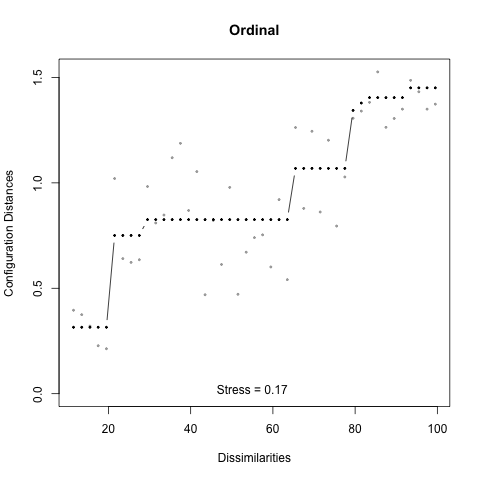 Ordinal
Configuration Distances
1.5
1.0
0.5
0.0
Stress = 0.17
20 40 60 80 100
Dissimilarities